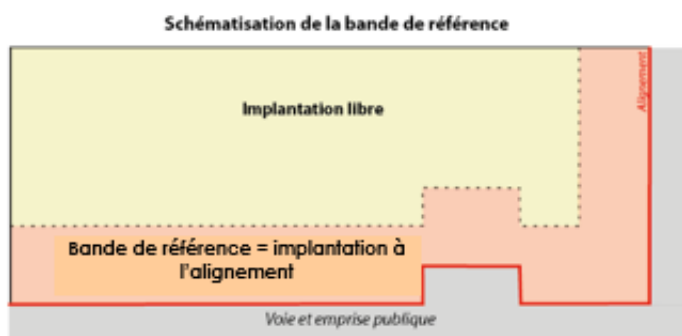 Schématisation de la bande de référence
Alignement
Implantation libre
Bande de référence = implantation à
l'alignement
Voie et emprise publique